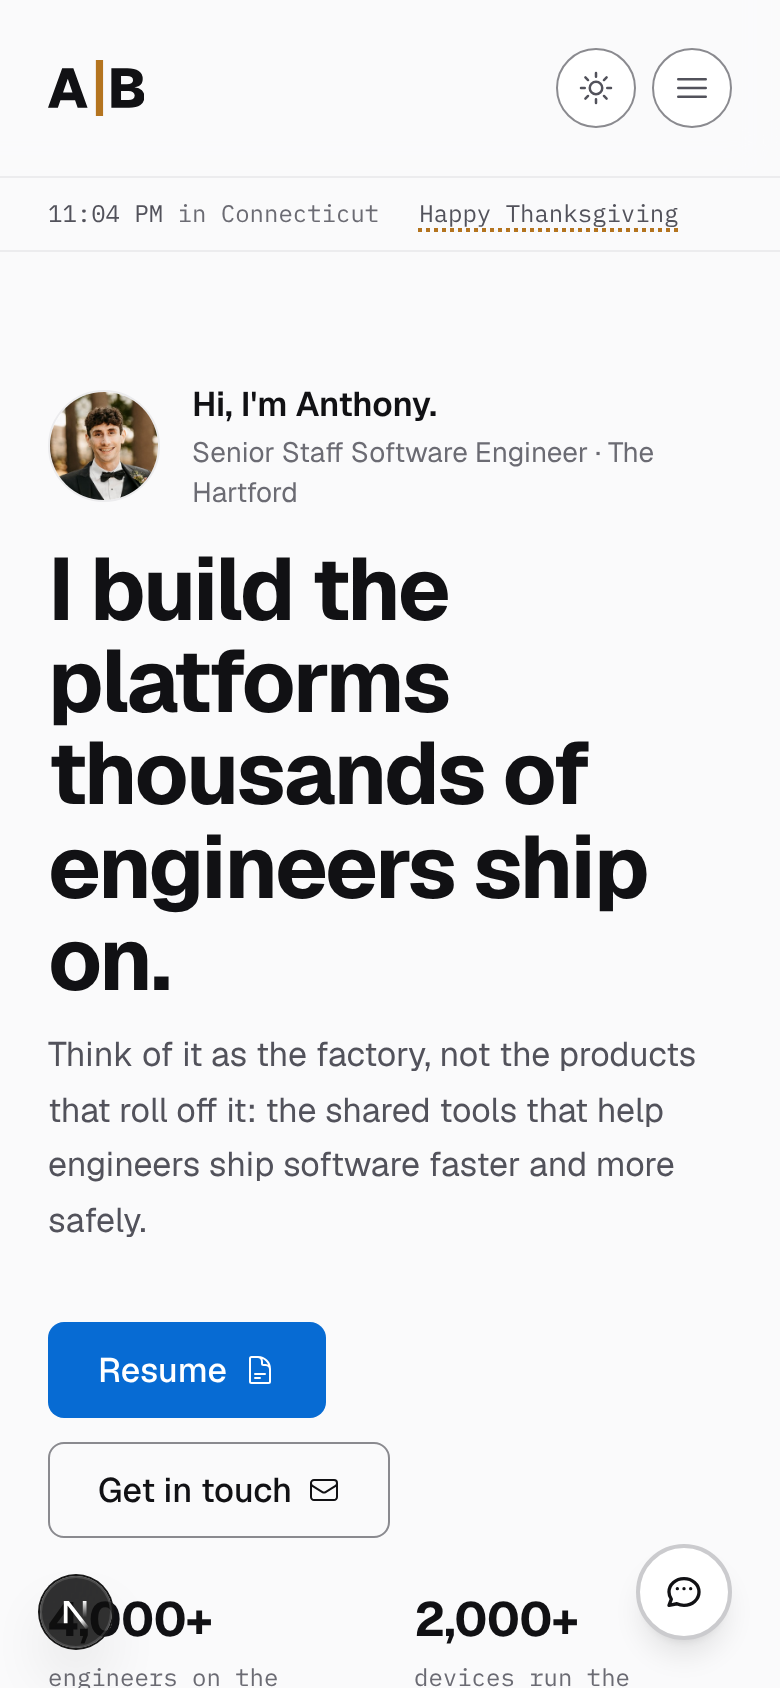 A|B
11:04 PM in Connecticut Happy Thanksgiving
Hi, I'm Anthony.
Senior Staff Software Engineer · The
Hartford
I build the
platforms
thousands of
engineers ship
on.
Think of it as the factory, not the products
that roll off it: the shared tools that help
engineers ship software faster and more
safely.
Resume
Get in touch
N
4,000+ 2,000+
engineers on the devices run the